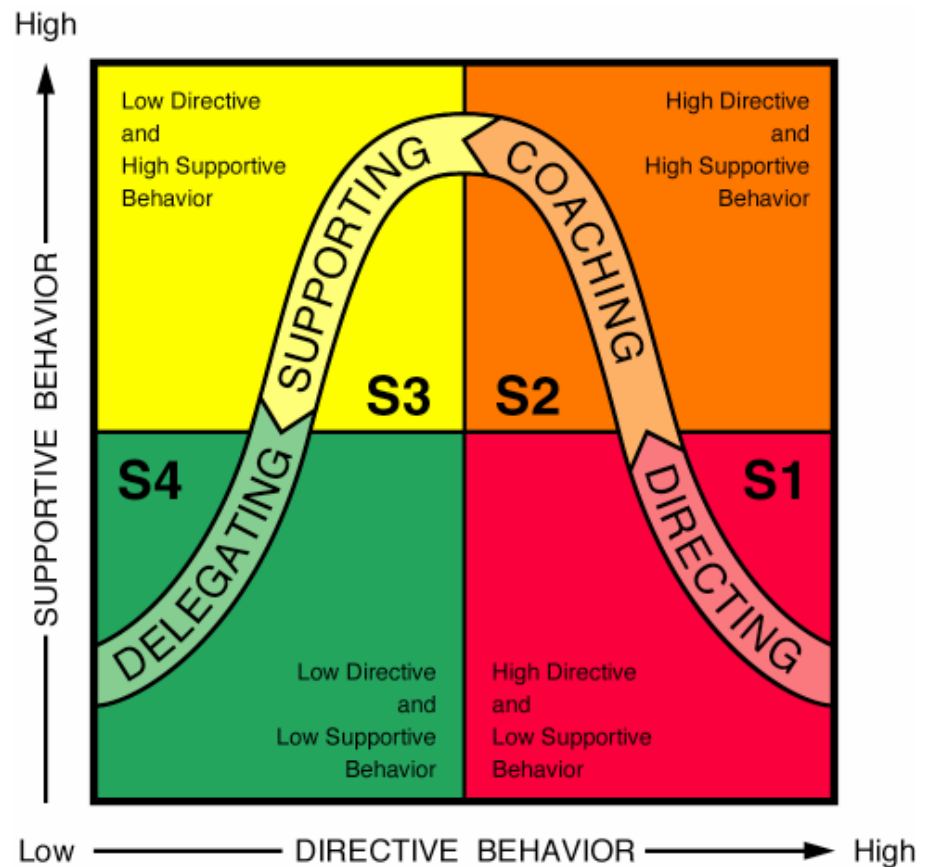 High
Low Directive
and
High Supportive
Behavior
High Directive
and
High Supportive
Behavior
SUPPORTING
COACHING
SUPPORTIVE BEHAVIOR
S3
S2
S4
S1
DELEGATING
DIRECTING
Low Directive
and
Low Supportive
Behavior
High Directive
and
Low Supportive
Behavior
Low
DIRECTIVE BEHAVIOR
High